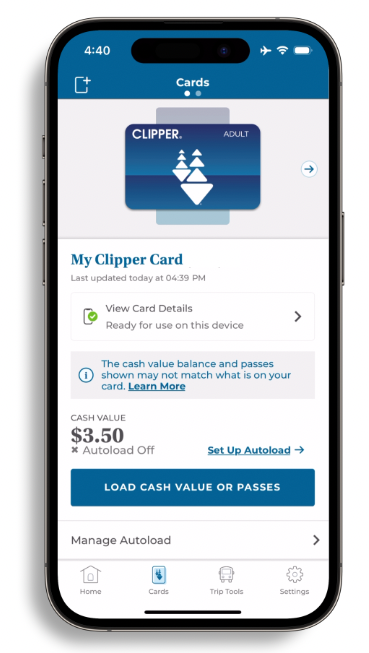 4:40
Cards
CLIPPER.
ADULT
My Clipper Card
Last updated today at 04:39 PM
View Card Details
Ready for use on this device
The cash value balance and passes
shown may not match what is on your
card. Learn More
CASH VALUE
$3.50
Autoload Off
Set Up Autoload
LOAD CASH VALUE OR PASSES
Manage Autoload
Home
Cards
Trip Tools
Settings